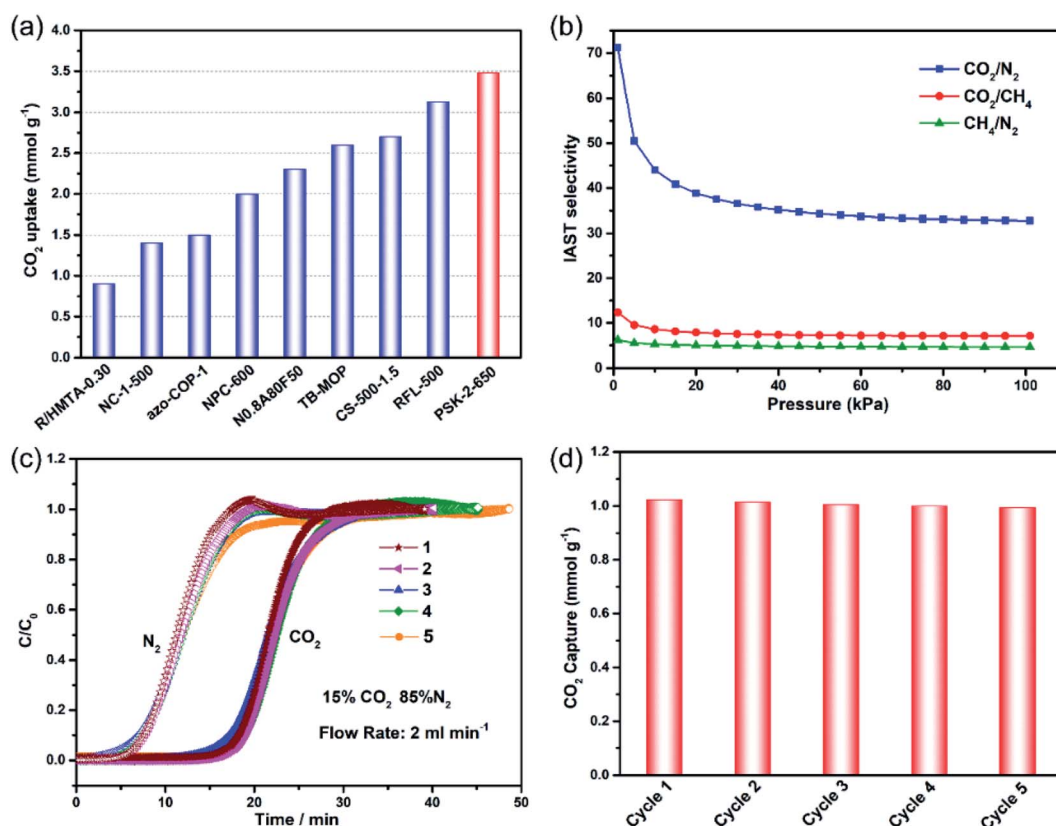 (a)
CO2 uptake (mmol g-1)
4.0
3.5
3.0
2.5
2.0
1.5
1.0
0.5
0.0
R/HMTA-0.30
NC-1-500
azo-COP-1
NPC-600
N0.8A80F50
TB-MOP
CS-500-1.5
RFL-500
PSK-2-650
(b)
IAST selectivity
70
60
50
40
30
20
10
0
CO2/N2
CO2/CH4
CH4/N2
0 20 40 60 80 100
Pressure (kPa)
(c)
C/C0
1.2
1.0
0.8
0.6
0.4
0.2
0.0
N2
CO2
1
2
3
4
5
15% CO2 85%N2
Flow Rate: 2 ml min-1
0 10 20 30 40 50
Time / min
(d)
CO2 Capture (mmol g-1)
1.2
1.0
0.8
0.6
0.4
0.2
0.0
Cycle 1
Cycle 2
Cycle 3
Cycle 4
Cycle 5